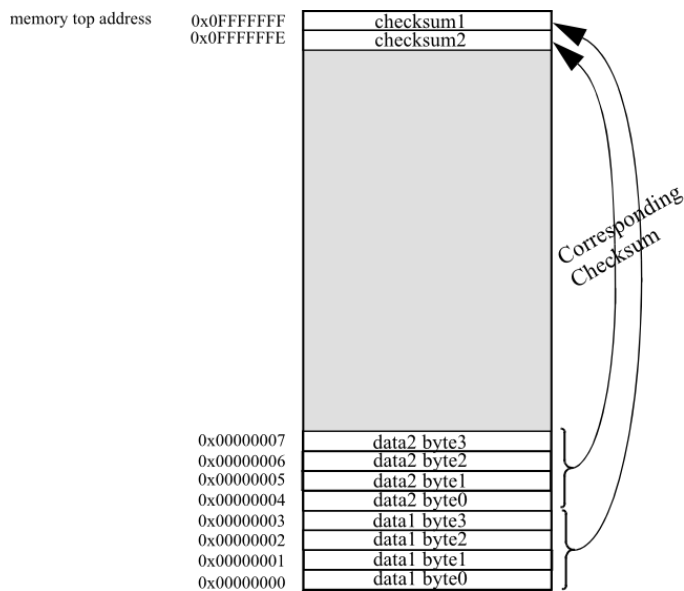 memory top address 0x0FFFFFFF checksum1
0x0FFFFFFE checksum2
Corresponding
Checksum
0x00000007 data2 byte3
0x00000006 data2 byte2
0x00000005 data2 byte1
0x00000004 data2 byte0
0x00000003 data1 byte3
0x00000002 data1 byte2
0x00000001 data1 byte1
0x00000000 data1 byte0